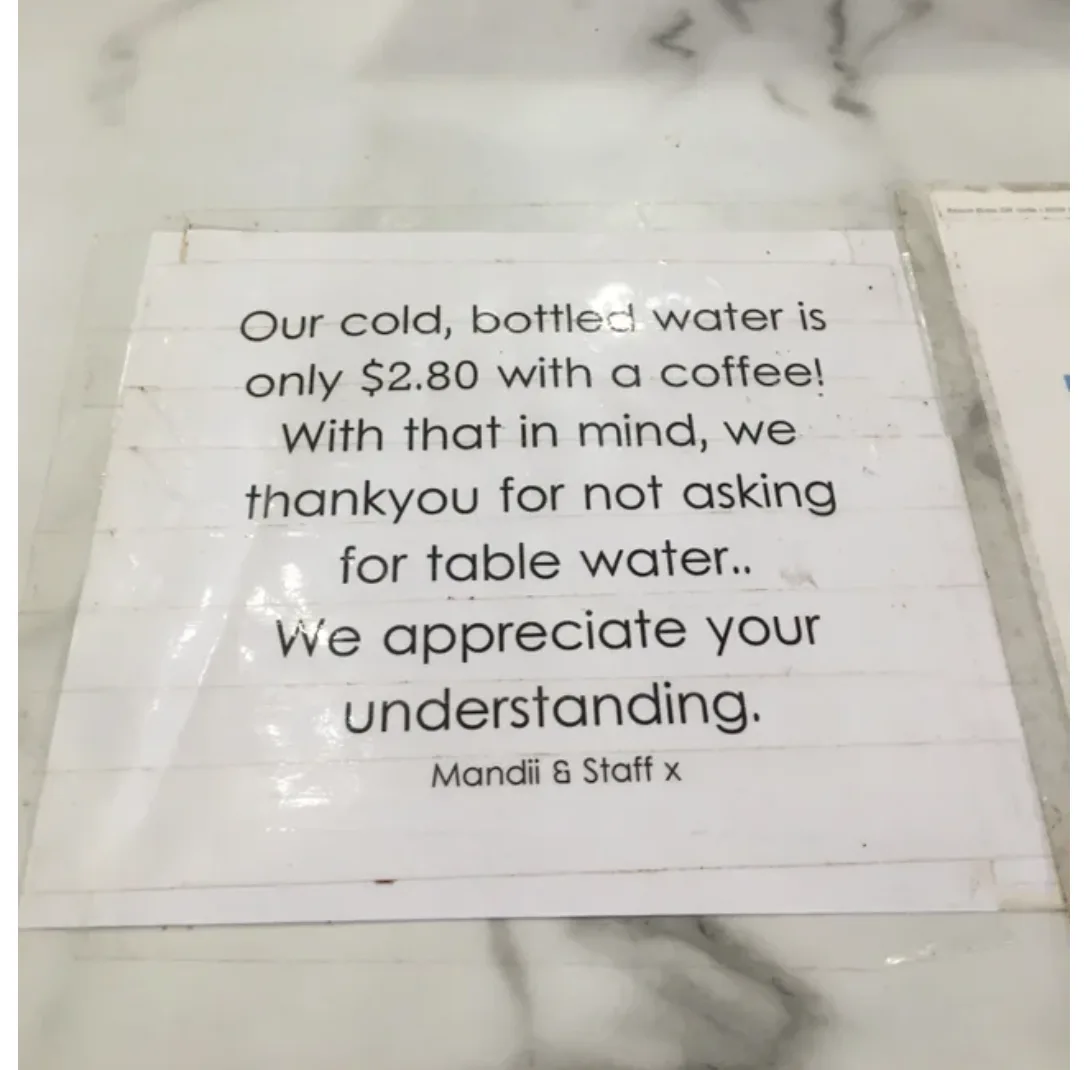 Our cold, bottled water is
only $2.80 with a coffee!
With that in mind, we
thankyou for not asking
for table water..
We appreciate your
understanding.
Mandii & Staff x